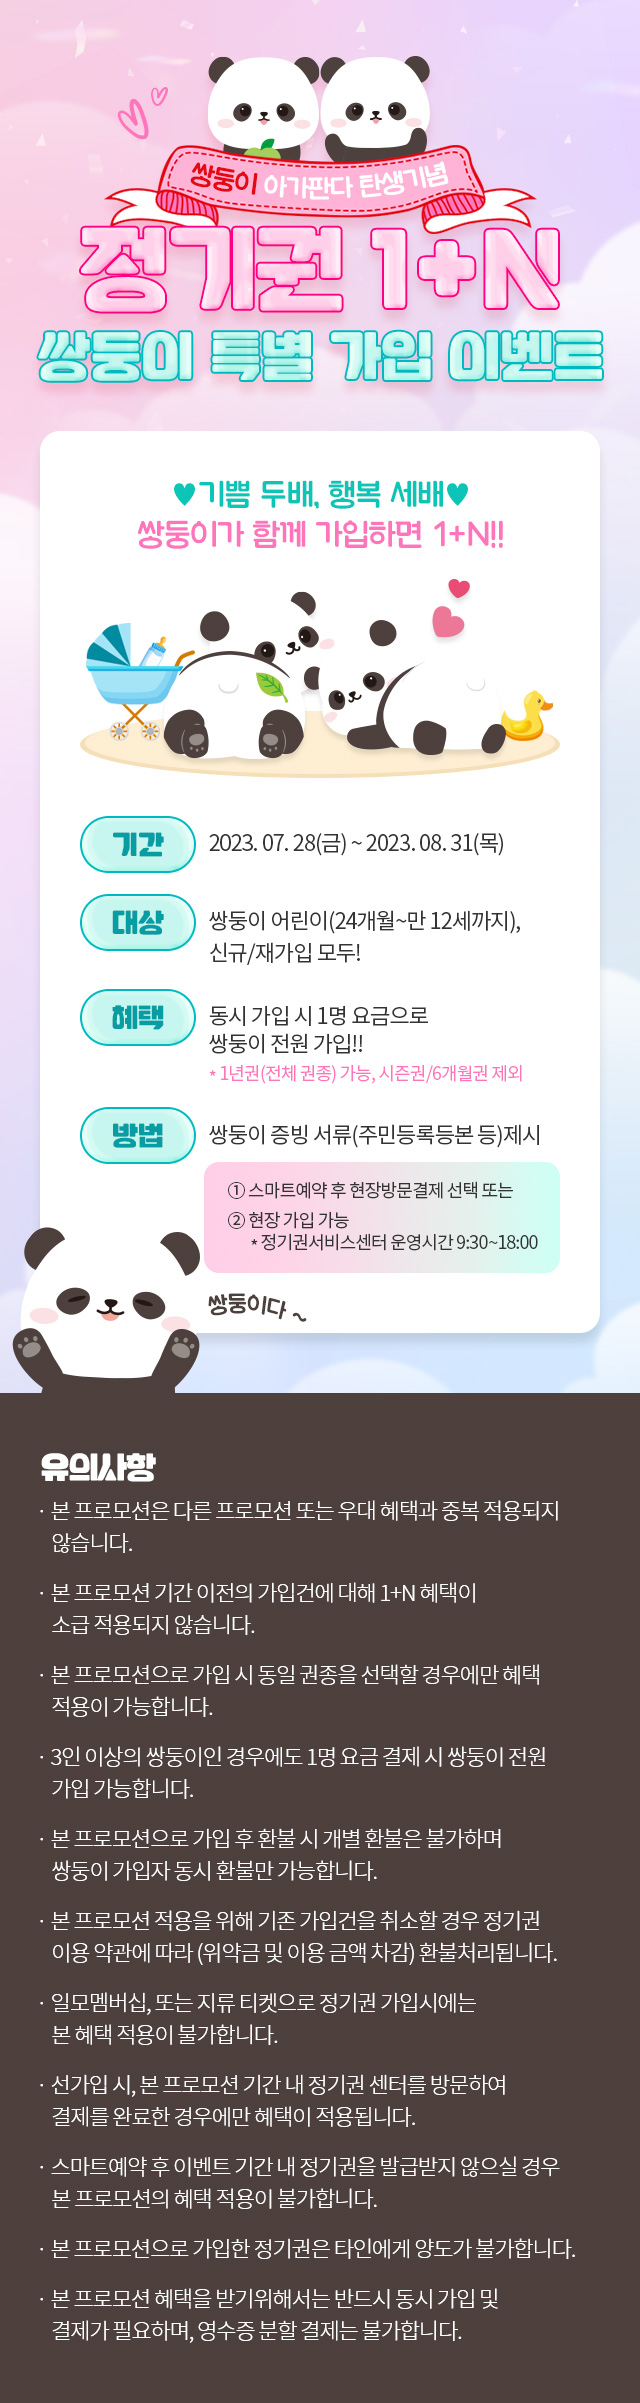 쌍둥이 아기판다 탄생기념
정기권 1+N
쌍둥이 특별 가입 이벤트
♥기쁨 두배, 행복 세배♥
쌍둥이가 함께 가입하면 1+N!!
기간
2023. 07. 28(금) ~ 2023. 08. 31(목)
대상
쌍둥이 어린이(24개월~만 12세까지),
신규/재가입 모두!
혜택
동시 가입 시 1명 요금으로
쌍둥이 전원 가입!!
* 1년권(전체 권종) 가능, 시즌권/6개월권 제외
방법
쌍둥이 증빙 서류(주민등록등본 등)제시
① 스마트예약 후 현장방문결제 선택 또는
② 현장 가입 가능
* 정기권서비스센터 운영시간 9:30~18:00
쌍둥이다 ~
유의사항
· 본 프로모션은 다른 프로모션 또는 우대 혜택과 중복 적용되지
않습니다.
· 본 프로모션 기간 이전의 가입건에 대해 1+N 혜택이
소급 적용되지 않습니다.
· 본 프로모션으로 가입 시 동일 권종을 선택할 경우에만 혜택
적용이 가능합니다.
· 3인 이상의 쌍둥이인 경우에도 1명 요금 결제 시 쌍둥이 전원
가입 가능합니다.
· 본 프로모션으로 가입 후 환불 시 개별 환불은 불가하며
쌍둥이 가입자 동시 환불만 가능합니다.
· 본 프로모션 적용을 위해 기존 가입건을 취소할 경우 정기권
이용 약관에 따라 (위약금 및 이용 금액 차감) 환불처리됩니다.
· 일모멤버십, 또는 지류 티켓으로 정기권 가입시에는
본 혜택 적용이 불가합니다.
· 선가입 시, 본 프로모션 기간 내 정기권 센터를 방문하여
결제를 완료한 경우에만 혜택이 적용됩니다.
· 스마트예약 후 이벤트 기간 내 정기권을 발급받지 않으실 경우
본 프로모션의 혜택 적용이 불가합니다.
· 본 프로모션으로 가입한 정기권은 타인에게 양도가 불가합니다.
· 본 프로모션 혜택을 받기위해서는 반드시 동시 가입 및
결제가 필요하며, 영수증 분할 결제는 불가합니다.